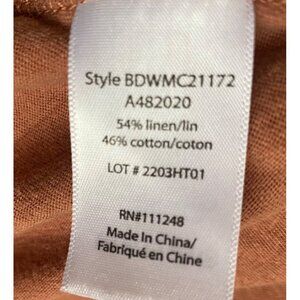 Style BDWMC21172
A482020
54% linen/lin
46% cotton/coton
LOT # 2203HT01
RN#111248
Made in China/
Fabriqué en Chine